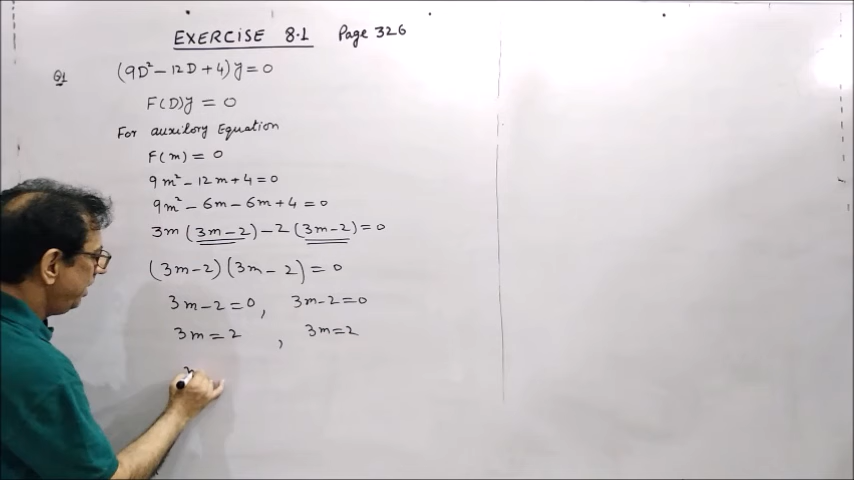 EXERCISE 8.1 Page 326
Q1 (9D² - 12D + 4)y = 0
F(D)y = 0
For auxilory Equation
F(m) = 0
9m² - 12m + 4 = 0
9m² - 6m - 6m + 4 = 0
3m (3m - 2) - 2 (3m - 2) = 0
(3m - 2) (3m - 2) = 0
3m - 2 = 0 , 3m - 2 = 0
3m = 2 , 3m = 2